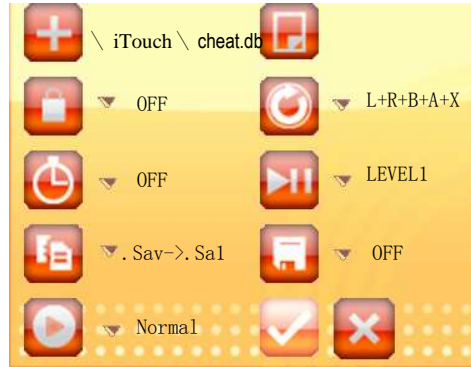 \ iTouch \ cheat.db
OFF
L+R+B+A+X
OFF
LEVEL1
.Sav->.Sa1
OFF
Normal